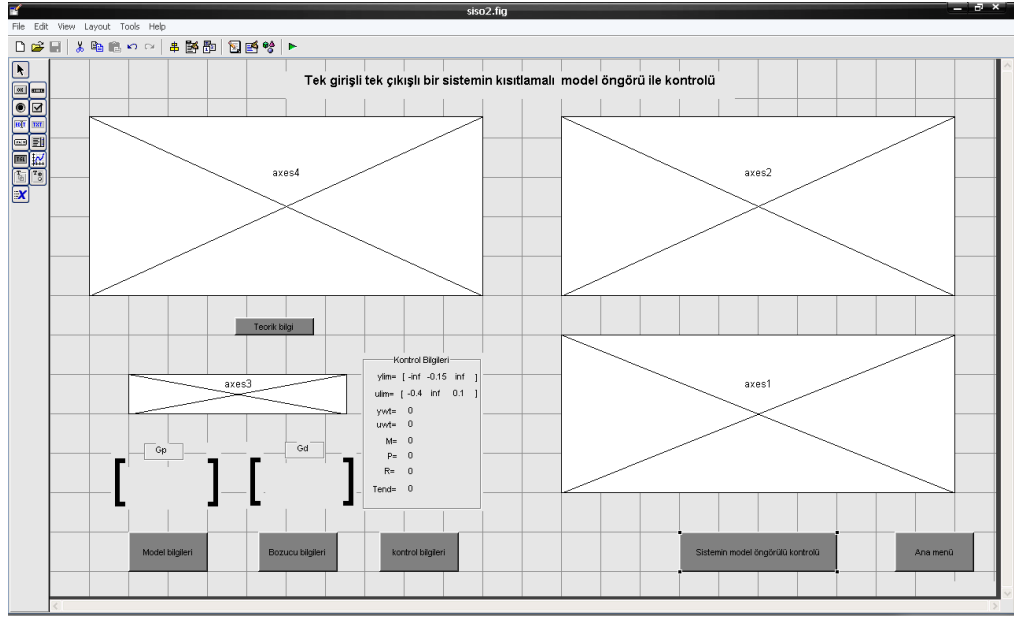 siso2.fig
File Edit View Layout Tools Help
Tek girişli tek çıkışlı bir sistemin kısıtlamalı model öngörü ile kontrolü
axes4
axes2
Teorik bilgi
axes3
Kontrol Bilgileri
ylim= [ -inf -0.15 inf ]
ulim= [ -0.4 inf 0.1 ]
ywt= 0
uwt= 0
M= 0
P= 0
R= 0
Tend= 0
axes1
Gp
Gd
[ ] [ ]
Model bilgileri
Bozucu bilgileri
kontrol bilgileri
Sistemin model öngörülü kontrolü
Ana menü